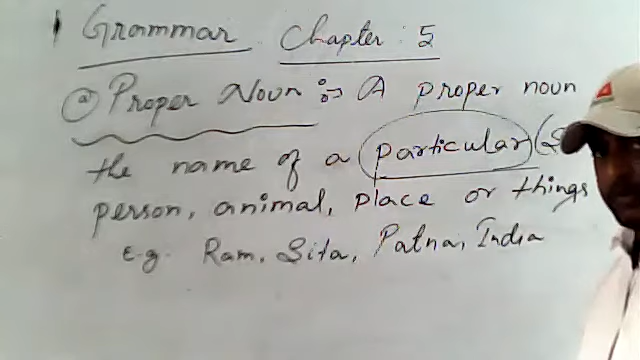 Grammar Chapter : 5
@ Proper Noun :- A proper noun
the name of a particular (
person, animal, place or things
E.g. Ram, Sita, Patna, India